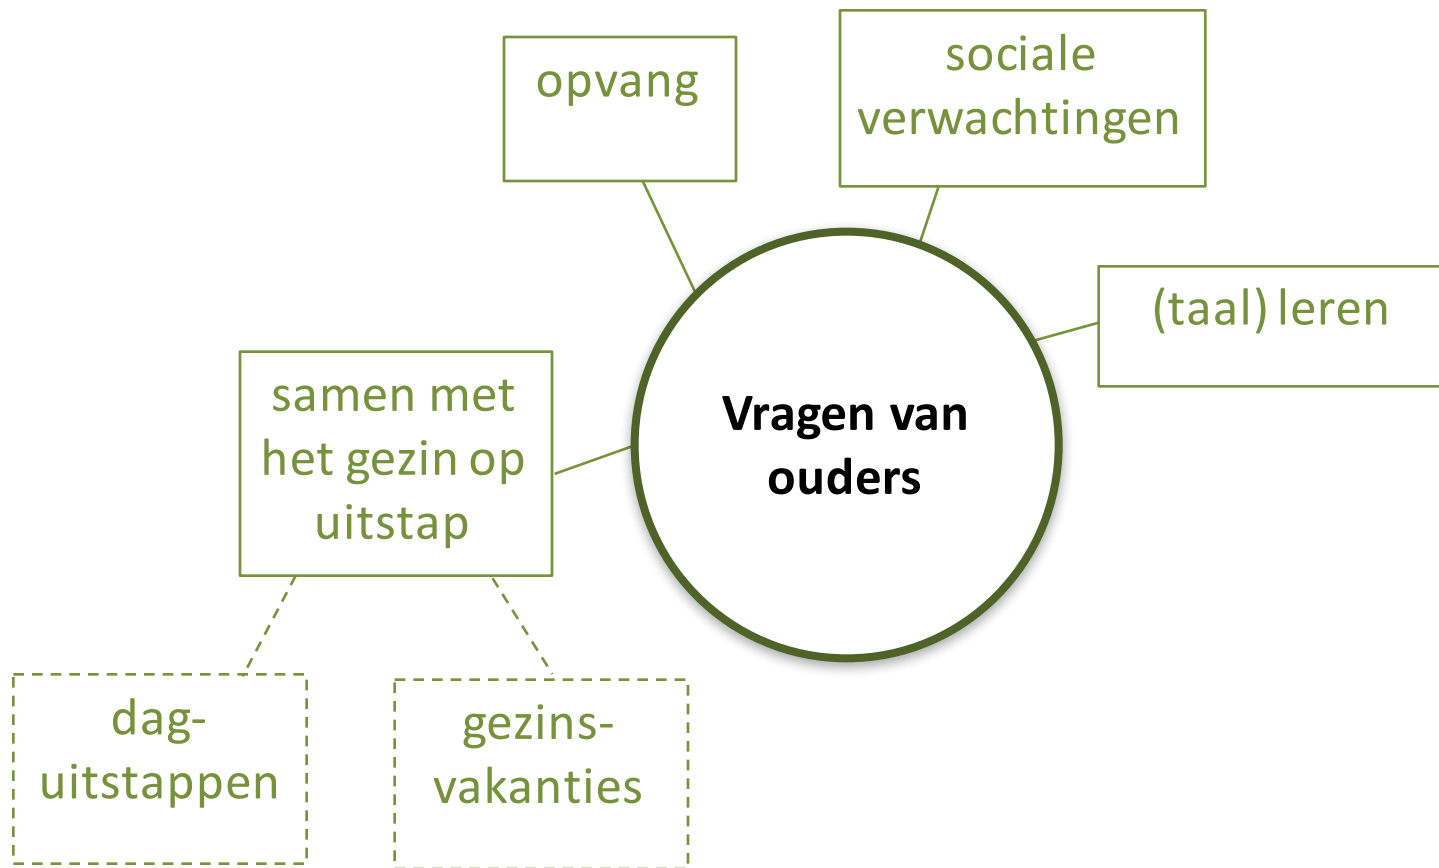 opvang
sociale
verwachtingen
(taal) leren
Vragen van
ouders
samen met
het gezin op
uitstap
dag-
uitstappen
gezins-
vakanties